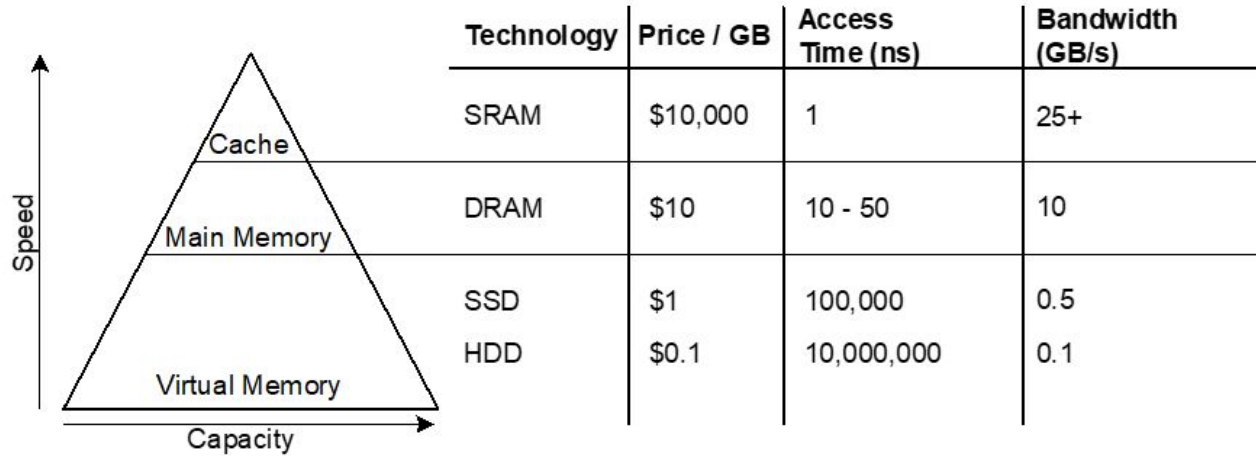 Technology Price / GB Access Time (ns) Bandwidth (GB/s)
Cache SRAM $10,000 1 25+
Main Memory DRAM $10 10 - 50 10
SSD $1 100,000 0.5
HDD $0.1 10,000,000 0.1
Virtual Memory
Speed
Capacity